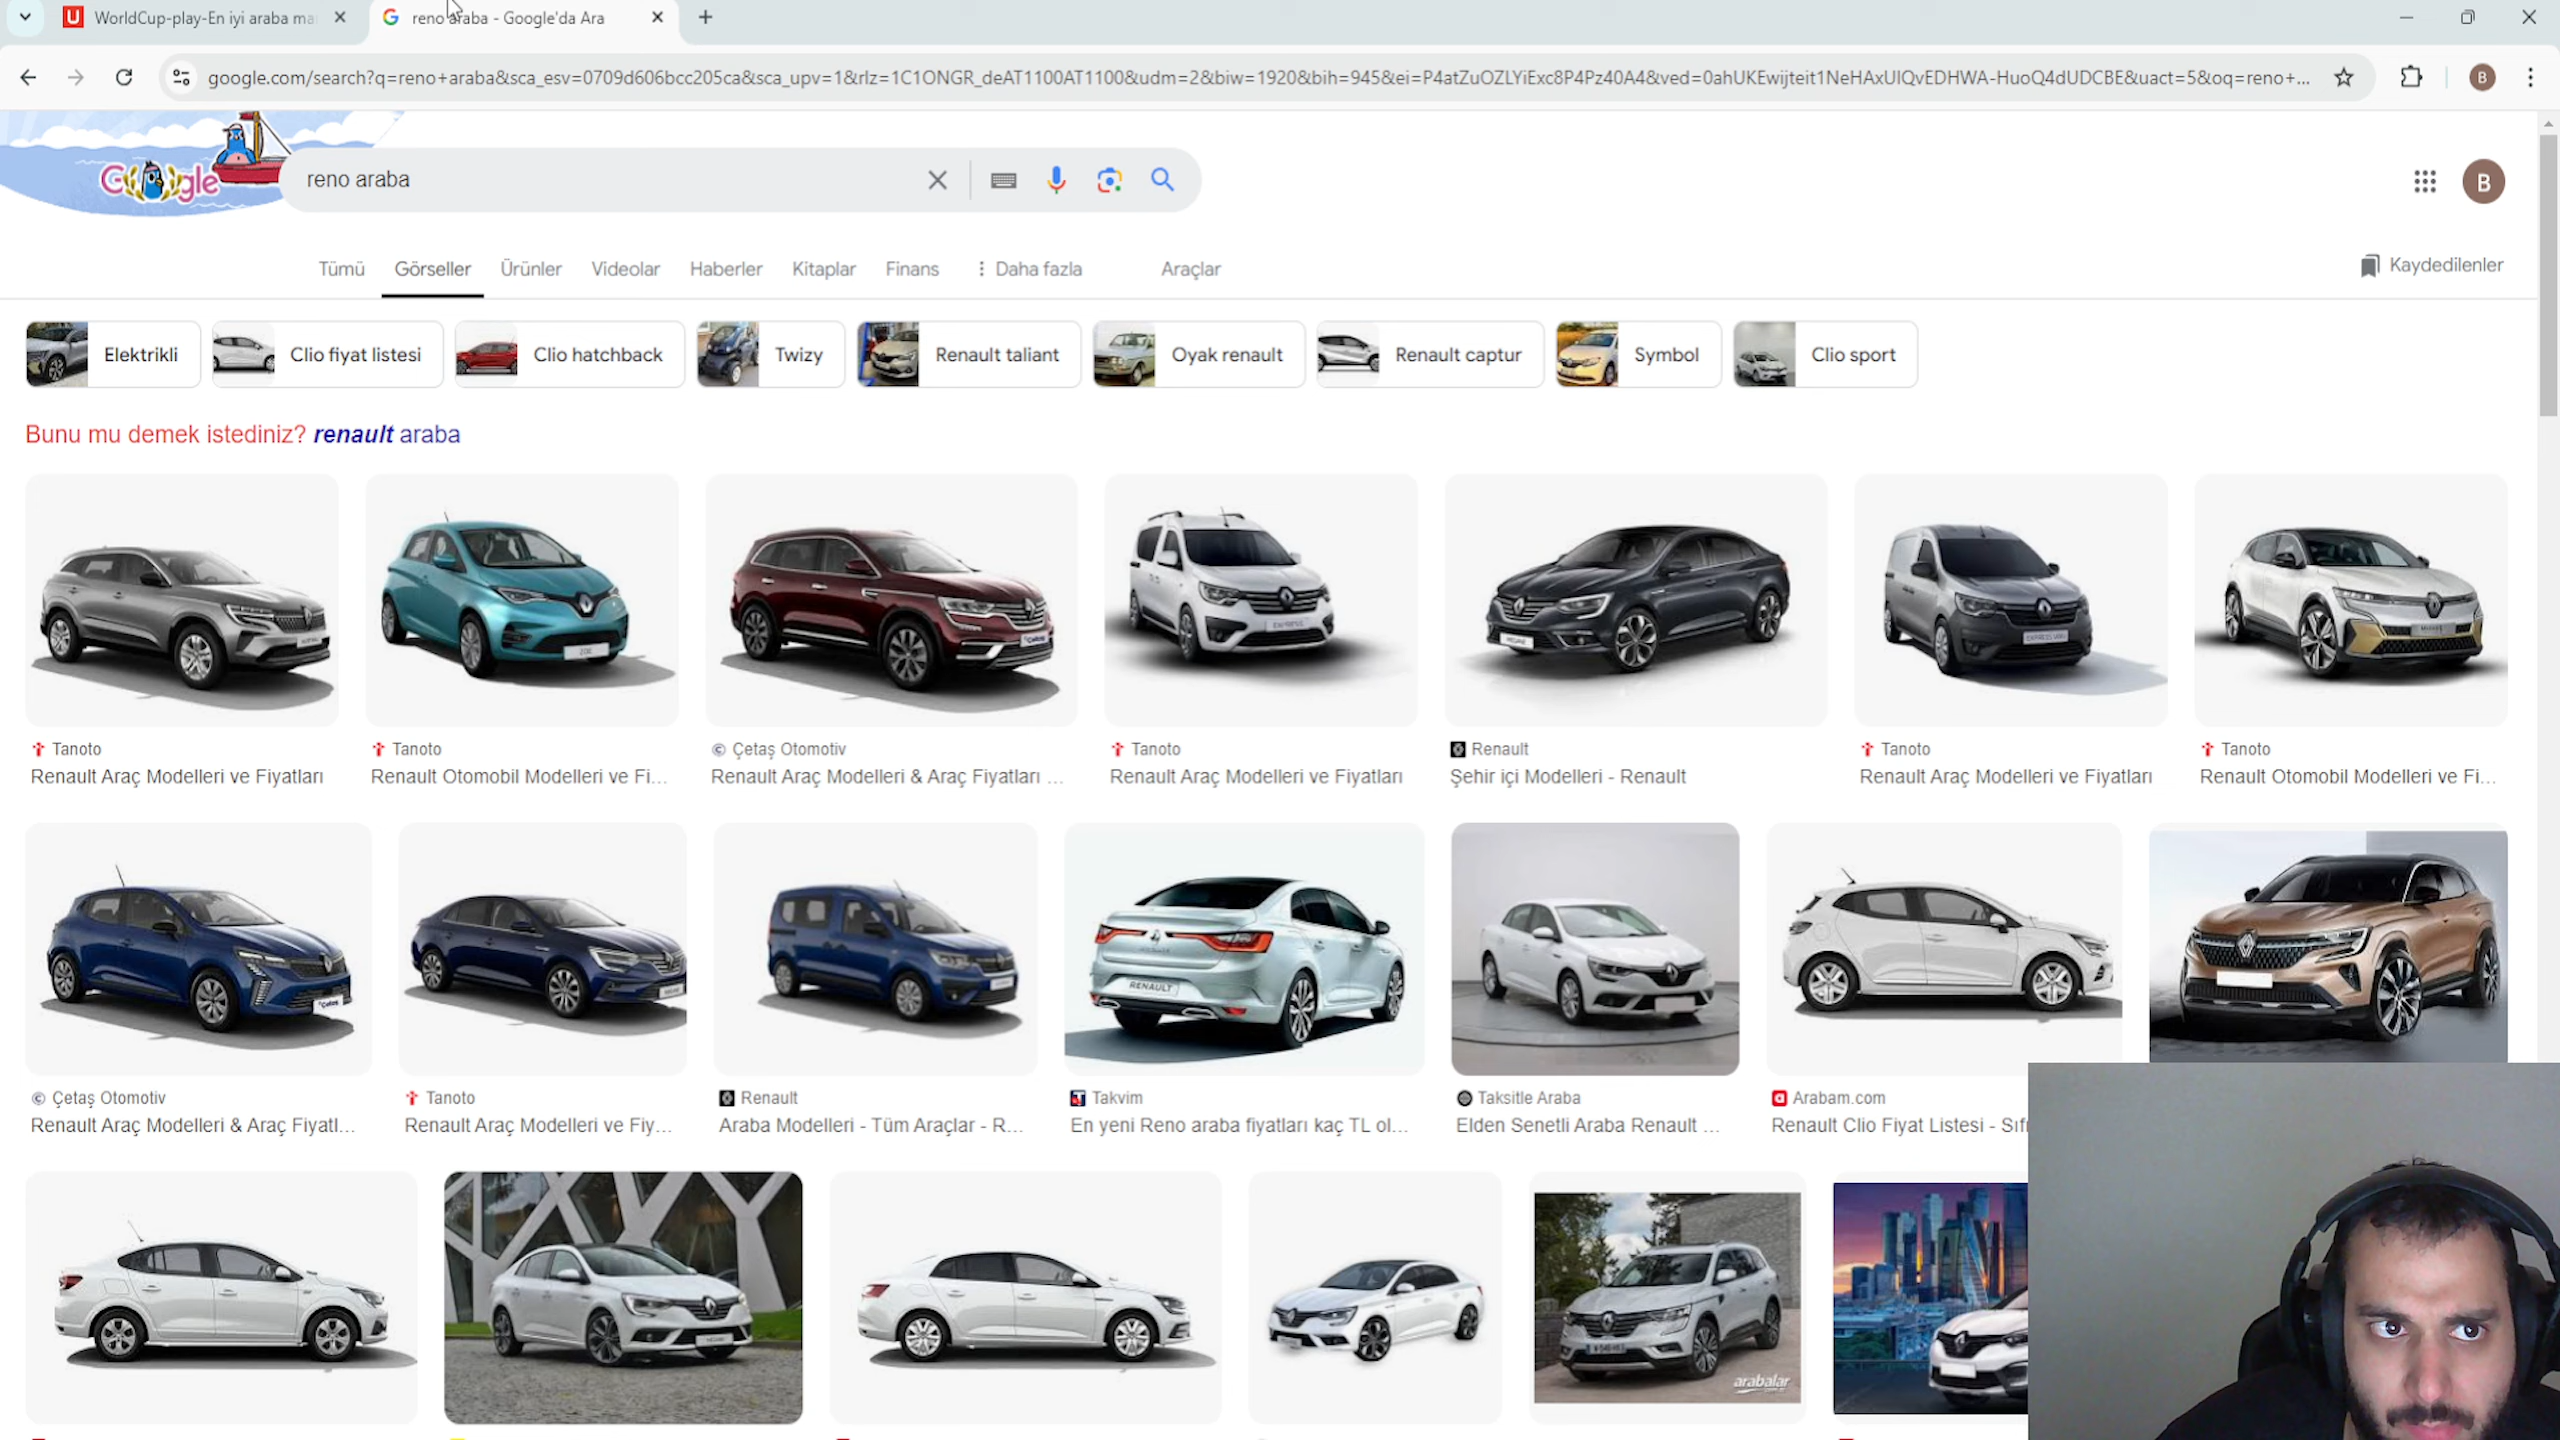 WorldCup-play-En iyi araba ma
reno araba - Google'da Ara
google.com/search?q=reno+araba&sca_esv=0709d606bcc205ca&sca_upv=1&rlz=1C1ONGR_deAT1100AT1100&udm=2&biw=1920&bih=945&ei=P4atZuOZLYiExc8P4Pz40A4&ved=0ahUKEwijteit1NeHAxUIQvEDHWA-HuoQ4dUDCBE&uact=5&oq=reno+...
B
Google
reno araba
B
Tümü Görseller Ürünler Videolar Haberler Kitaplar Finans Daha fazla Araçlar Kaydedilenler
Elektrikli Clio fiyat listesi Clio hatchback Twizy Renault taliant Oyak renault Renault captur Symbol Clio sport
Bunu mu demek istediniz? renault araba
Tanoto Tanoto Çetaş Otomotiv Tanoto Renault Tanoto Tanoto
Renault Araç Modelleri ve Fiyatları Renault Otomobil Modelleri ve Fi... Renault Araç Modelleri & Araç Fiyatları ... Renault Araç Modelleri ve Fiyatları Şehir içi Modelleri - Renault Renault Araç Modelleri ve Fiyatları Renault Otomobil Modelleri ve Fi...
RENAULT
Çetaş Otomotiv Tanoto Renault Takvim Taksitle Araba Arabam.com
Renault Araç Modelleri & Araç Fiyatl... Renault Araç Modelleri ve Fiy... Araba Modelleri - Tüm Araçlar - R... En yeni Reno araba fiyatları kaç TL ol... Elden Senetli Araba Renault ... Renault Clio Fiyat Listesi - Sıfı
arabalar